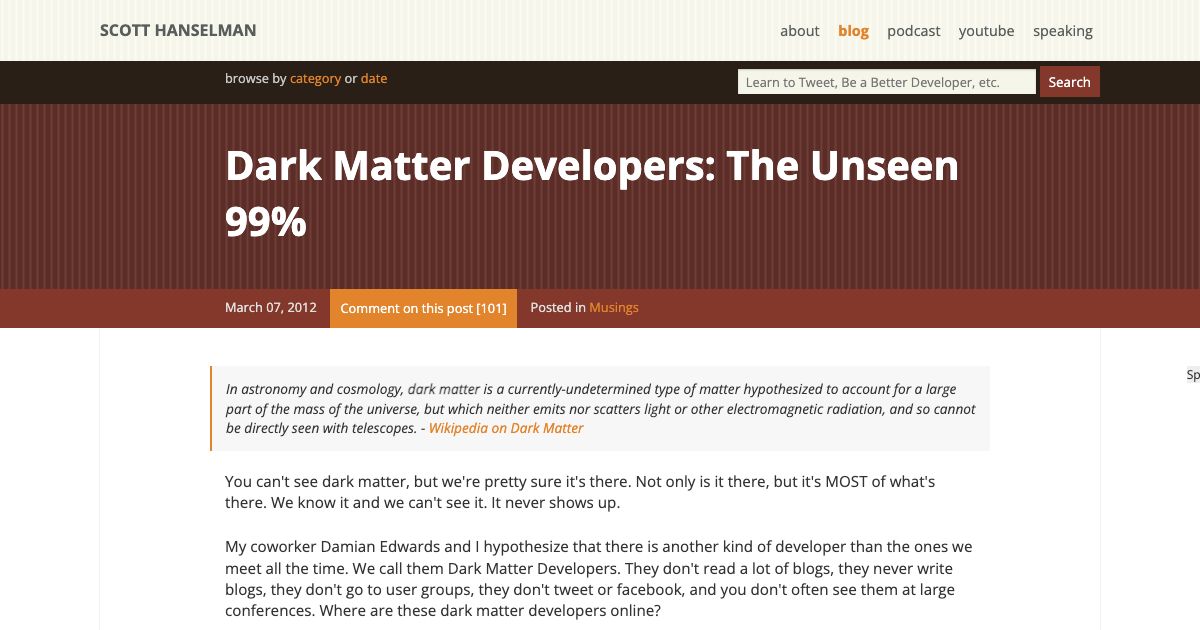 SCOTT HANSELMAN
about blog podcast youtube speaking
browse by category or date
Learn to Tweet, Be a Better Developer, etc.
Search
Dark Matter Developers: The Unseen
99%
March 07, 2012 Comment on this post [101] Posted in Musings
In astronomy and cosmology, dark matter is a currently-undetermined type of matter hypothesized to account for a large
part of the mass of the universe, but which neither emits nor scatters light or other electromagnetic radiation, and so cannot
be directly seen with telescopes. - Wikipedia on Dark Matter
You can't see dark matter, but we're pretty sure it's there. Not only is it there, but it's MOST of what's
there. We know it and we can't see it. It never shows up.
My coworker Damian Edwards and I hypothesize that there is another kind of developer than the ones we
meet all the time. We call them Dark Matter Developers. They don't read a lot of blogs, they never write
blogs, they don't go to user groups, they don't tweet or facebook, and you don't often see them at large
conferences. Where are these dark matter developers online?